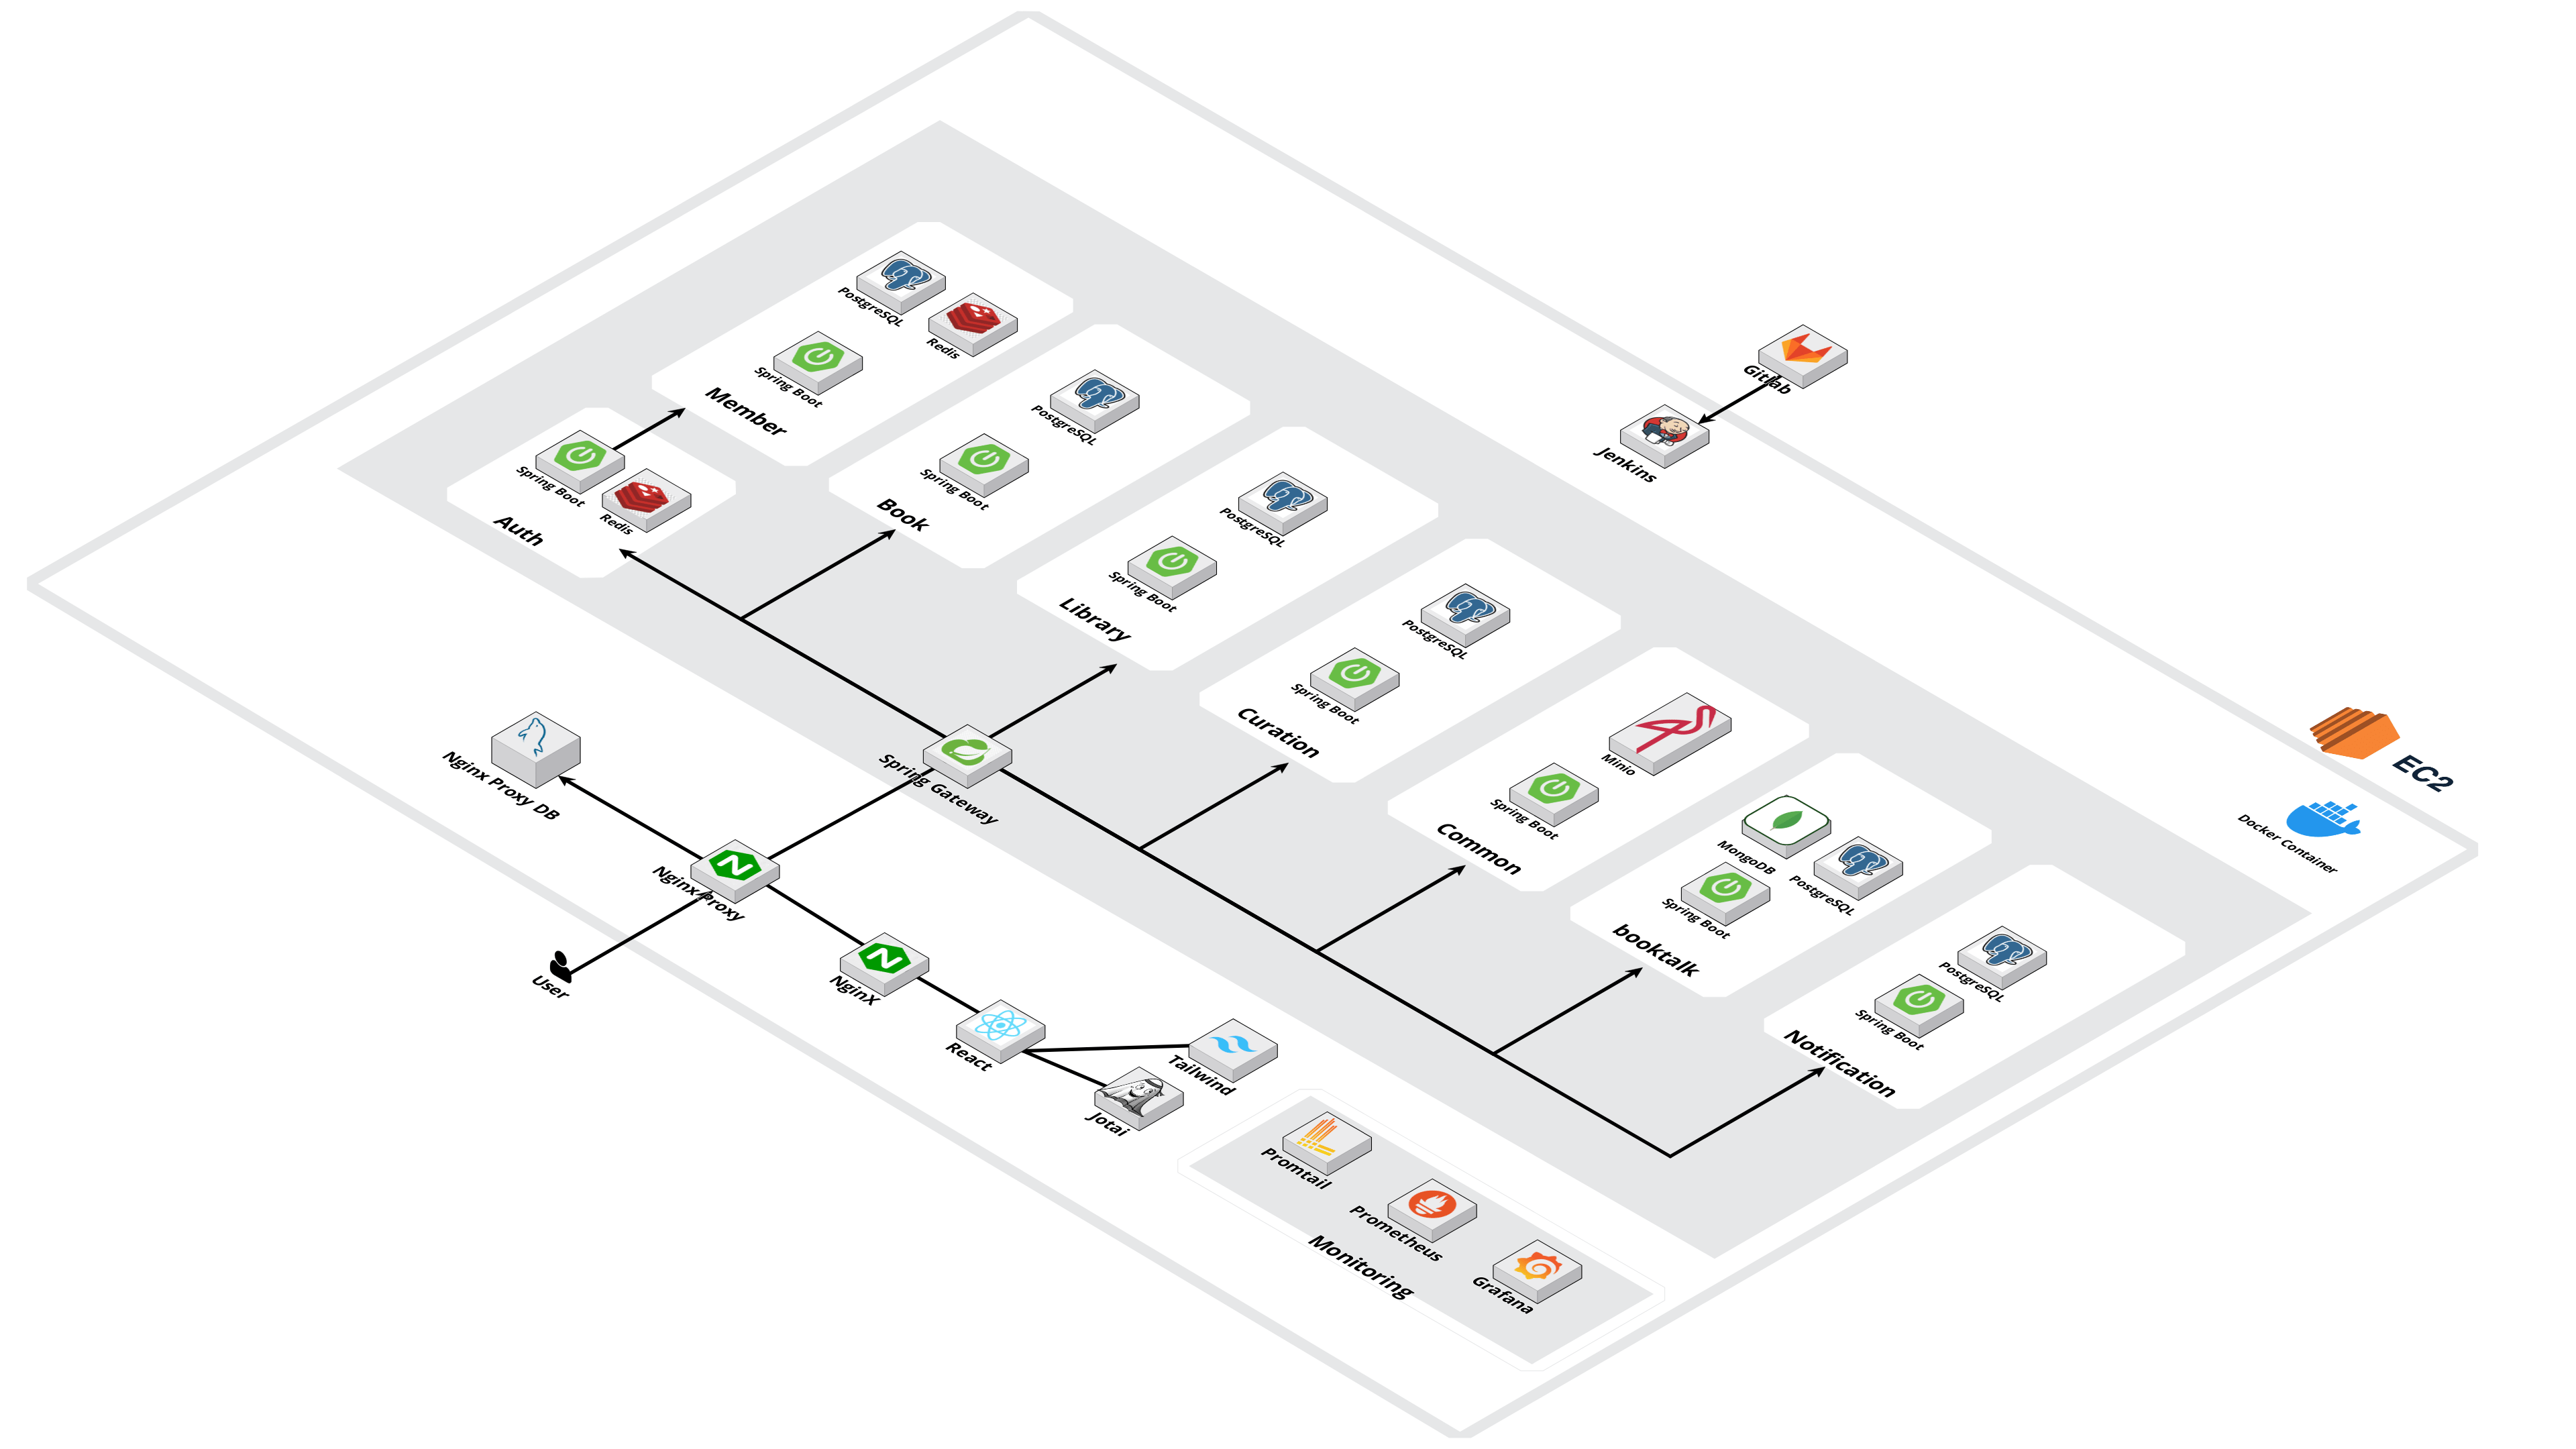 PostgreSQL
Redis
Spring Boot
Member
Spring Boot
Redis
Auth
PostgreSQL
Spring Boot
Book
PostgreSQL
Spring Boot
Library
PostgreSQL
Spring Boot
Curation
Minio
Spring Boot
Common
MongoDB
PostgreSQL
Spring Boot
booktalk
PostgreSQL
Spring Boot
Notification
Gitlab
Jenkins
EC2
Docker Container
Spring Gateway
Nginx Proxy DB
Nginx Proxy
User
NginX
React
Tailwind
Jotai
Promtail
Prometheus
Grafana
Monitoring